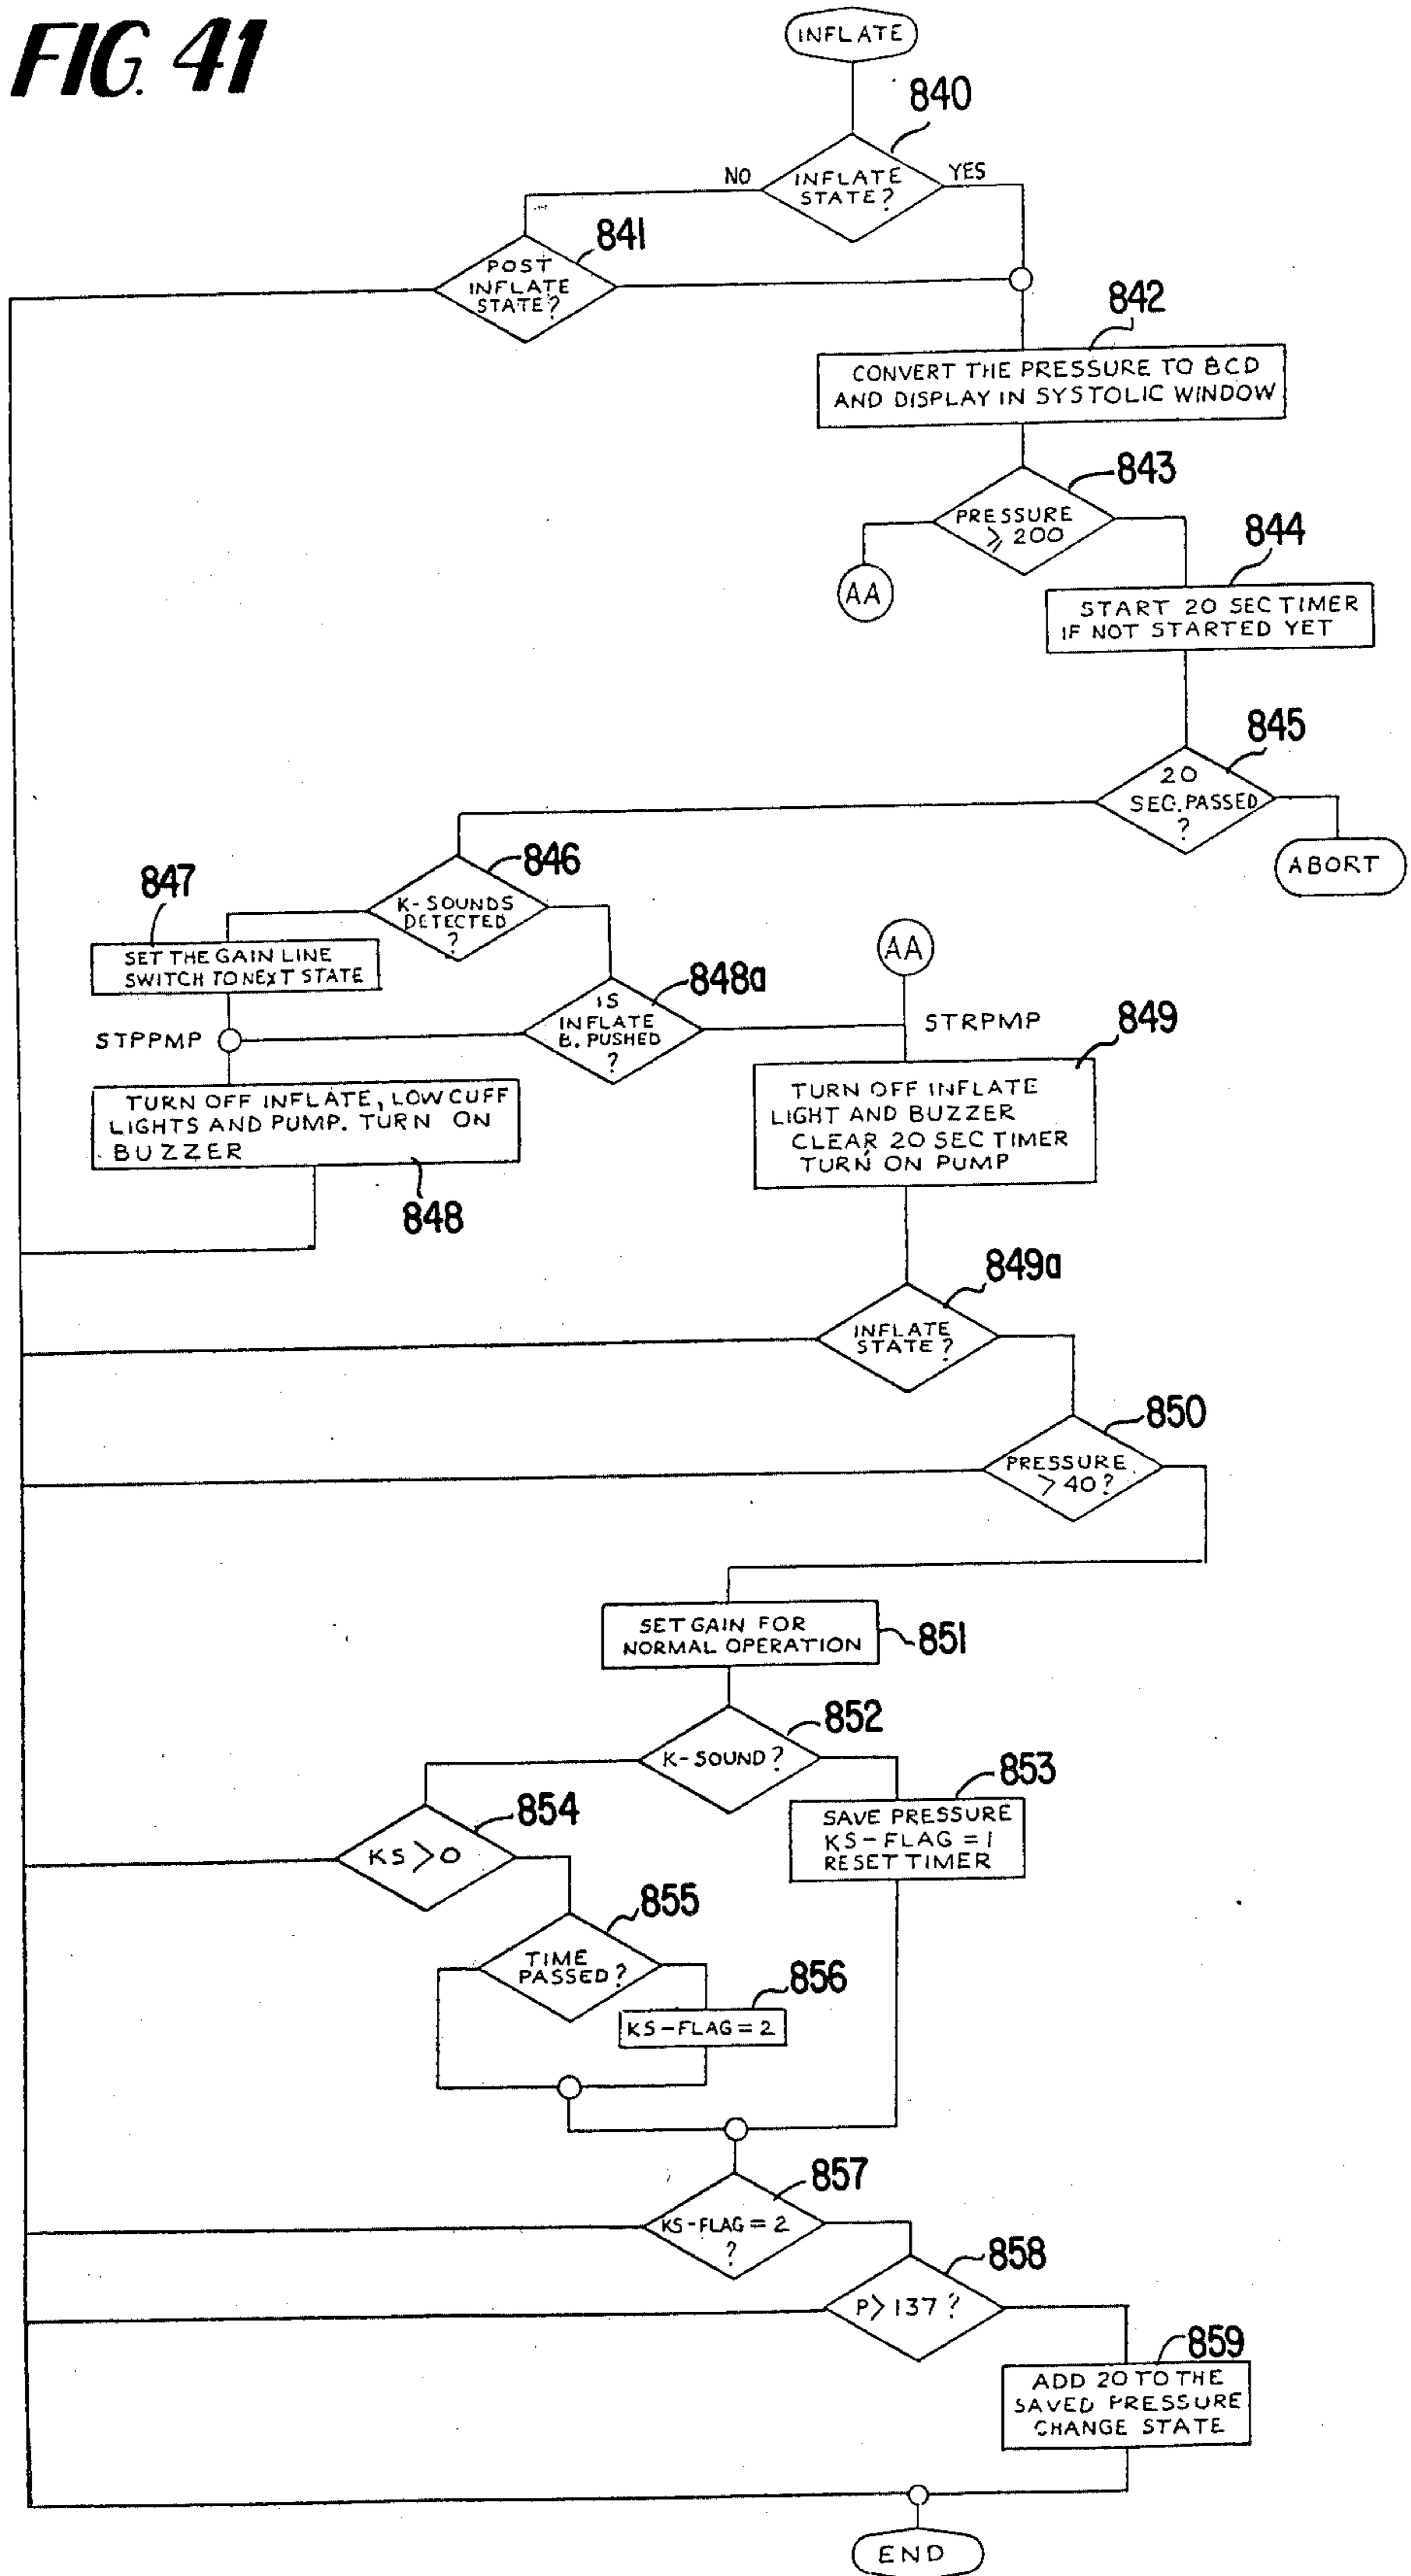 FIG. 41
INFLATE
840
NO
INFLATE
STATE?
YES
841
POST
INFLATE
STATE?
842
CONVERT THE PRESSURE TO BCD
AND DISPLAY IN SYSTOLIC WINDOW
843
PRESSURE
≥ 200
AA
844
START 20 SEC TIMER
IF NOT STARTED YET
845
20
SEC. PASSED
?
ABORT
846
K-SOUNDS
DETECTED
?
847
SET THE GAIN LINE
SWITCH TO NEXT STATE
848a
IS
INFLATE
B. PUSHED
?
AA
STPPMP
STRPMP
849
TURN OFF INFLATE, LOW CUFF
LIGHTS AND PUMP. TURN ON
BUZZER
848
TURN OFF INFLATE
LIGHT AND BUZZER
CLEAR 20 SEC TIMER
TURN ON PUMP
849a
INFLATE
STATE?
850
PRESSURE
> 40?
SET GAIN FOR
NORMAL OPERATION
851
852
K-SOUND?
853
SAVE PRESSURE
KS-FLAG = 1
RESET TIMER
854
KS > 0
855
TIME
PASSED?
856
KS-FLAG = 2
857
KS-FLAG = 2
?
858
P > 137?
859
ADD 20 TO THE
SAVED PRESSURE
CHANGE STATE
END